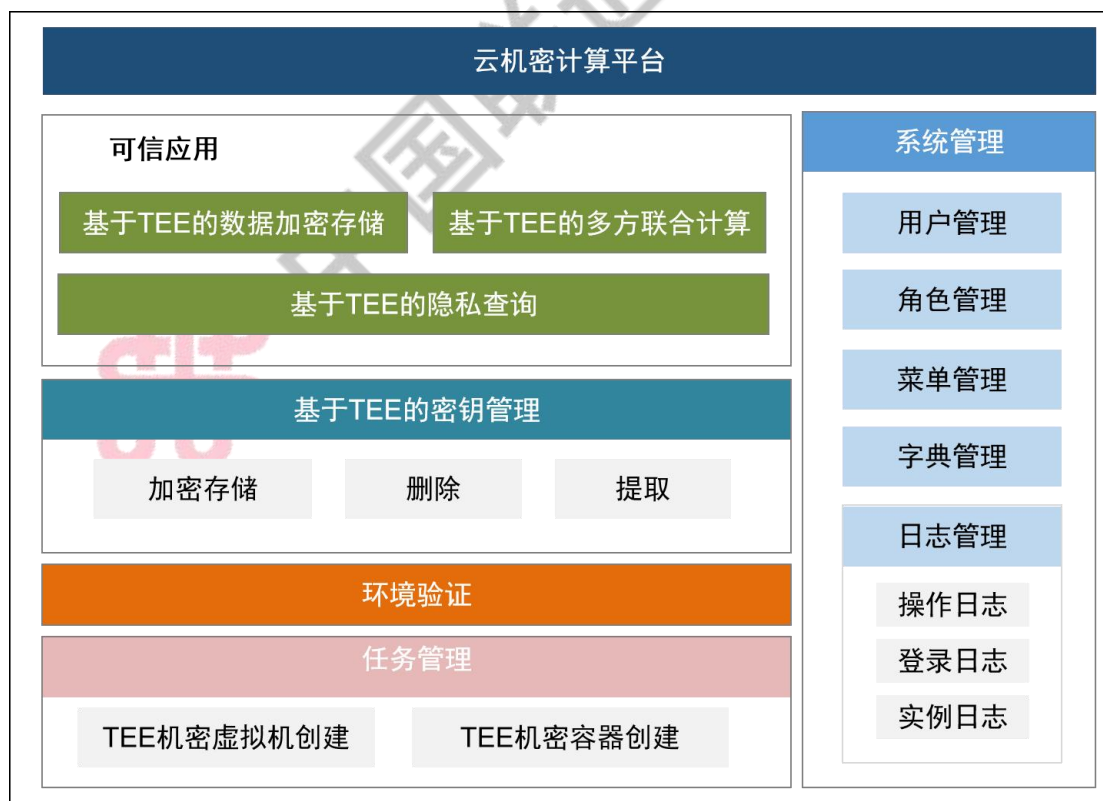 云机密计算平台
可信应用
基于TEE的数据加密存储
基于TEE的多方联合计算
基于TEE的隐私查询
基于TEE的密钥管理
加密存储
删除
提取
环境验证
任务管理
TEE机密虚拟机创建
TEE机密容器创建
系统管理
用户管理
角色管理
菜单管理
字典管理
日志管理
操作日志
登录日志
实例日志